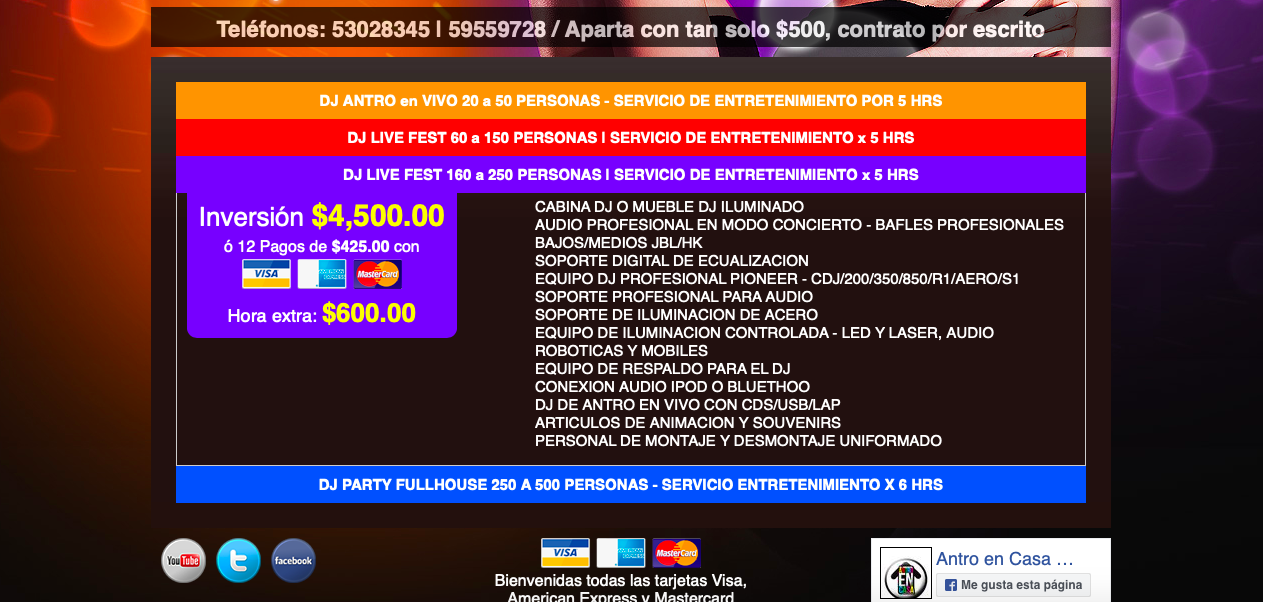 Teléfonos: 53028345 | 59559728 / Aparta con tan solo $500, contrato por escrito
DJ ANTRO en VIVO 20 a 50 PERSONAS - SERVICIO DE ENTRETENIMIENTO POR 5 HRS
DJ LIVE FEST 60 a 150 PERSONAS | SERVICIO DE ENTRETENIMIENTO x 5 HRS
DJ LIVE FEST 160 a 250 PERSONAS | SERVICIO DE ENTRETENIMIENTO x 5 HRS
Inversión $4,500.00
ó 12 Pagos de $425.00 con
VISA AMERICAN EXPRESS MasterCard
Hora extra: $600.00
CABINA DJ O MUEBLE DJ ILUMINADO
AUDIO PROFESIONAL EN MODO CONCIERTO - BAFLES PROFESIONALES
BAJOS/MEDIOS JBL/HK
SOPORTE DIGITAL DE ECUALIZACION
EQUIPO DJ PROFESIONAL PIONEER - CDJ/200/350/850/R1/AERO/S1
SOPORTE PROFESIONAL PARA AUDIO
SOPORTE DE ILUMINACION DE ACERO
EQUIPO DE ILUMINACION CONTROLADA - LED Y LASER, AUDIO
ROBOTICAS Y MOBILES
EQUIPO DE RESPALDO PARA EL DJ
CONEXION AUDIO IPOD O BLUETHOO
DJ DE ANTRO EN VIVO CON CDS/USB/LAP
ARTICULOS DE ANIMACION Y SOUVENIRS
PERSONAL DE MONTAJE Y DESMONTAJE UNIFORMADO
DJ PARTY FULLHOUSE 250 A 500 PERSONAS - SERVICIO ENTRETENIMIENTO X 6 HRS
YouTube
facebook
VISA AMERICAN EXPRESS MasterCard
Bienvenidas todas las tarjetas Visa,
American Express y Mastercard
EN
Antro en Casa ...
Me gusta esta página